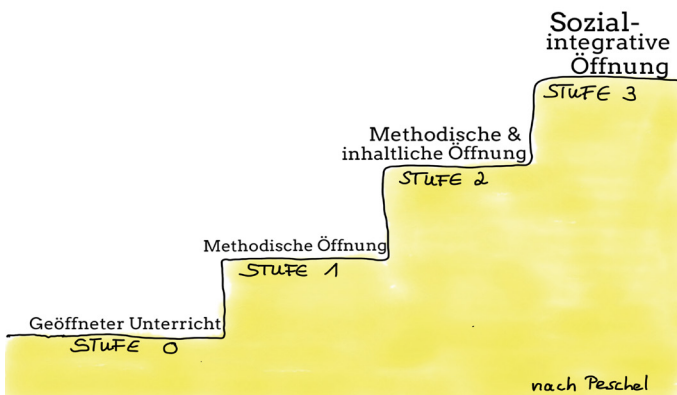 Sozial-
integrative
Öffnung
STUFE 3
Methodische &
inhaltliche Öffnung
STUFE 2
Methodische Öffnung
STUFE 1
Geöffneter Unterricht
STUFE 0
nach Peschel